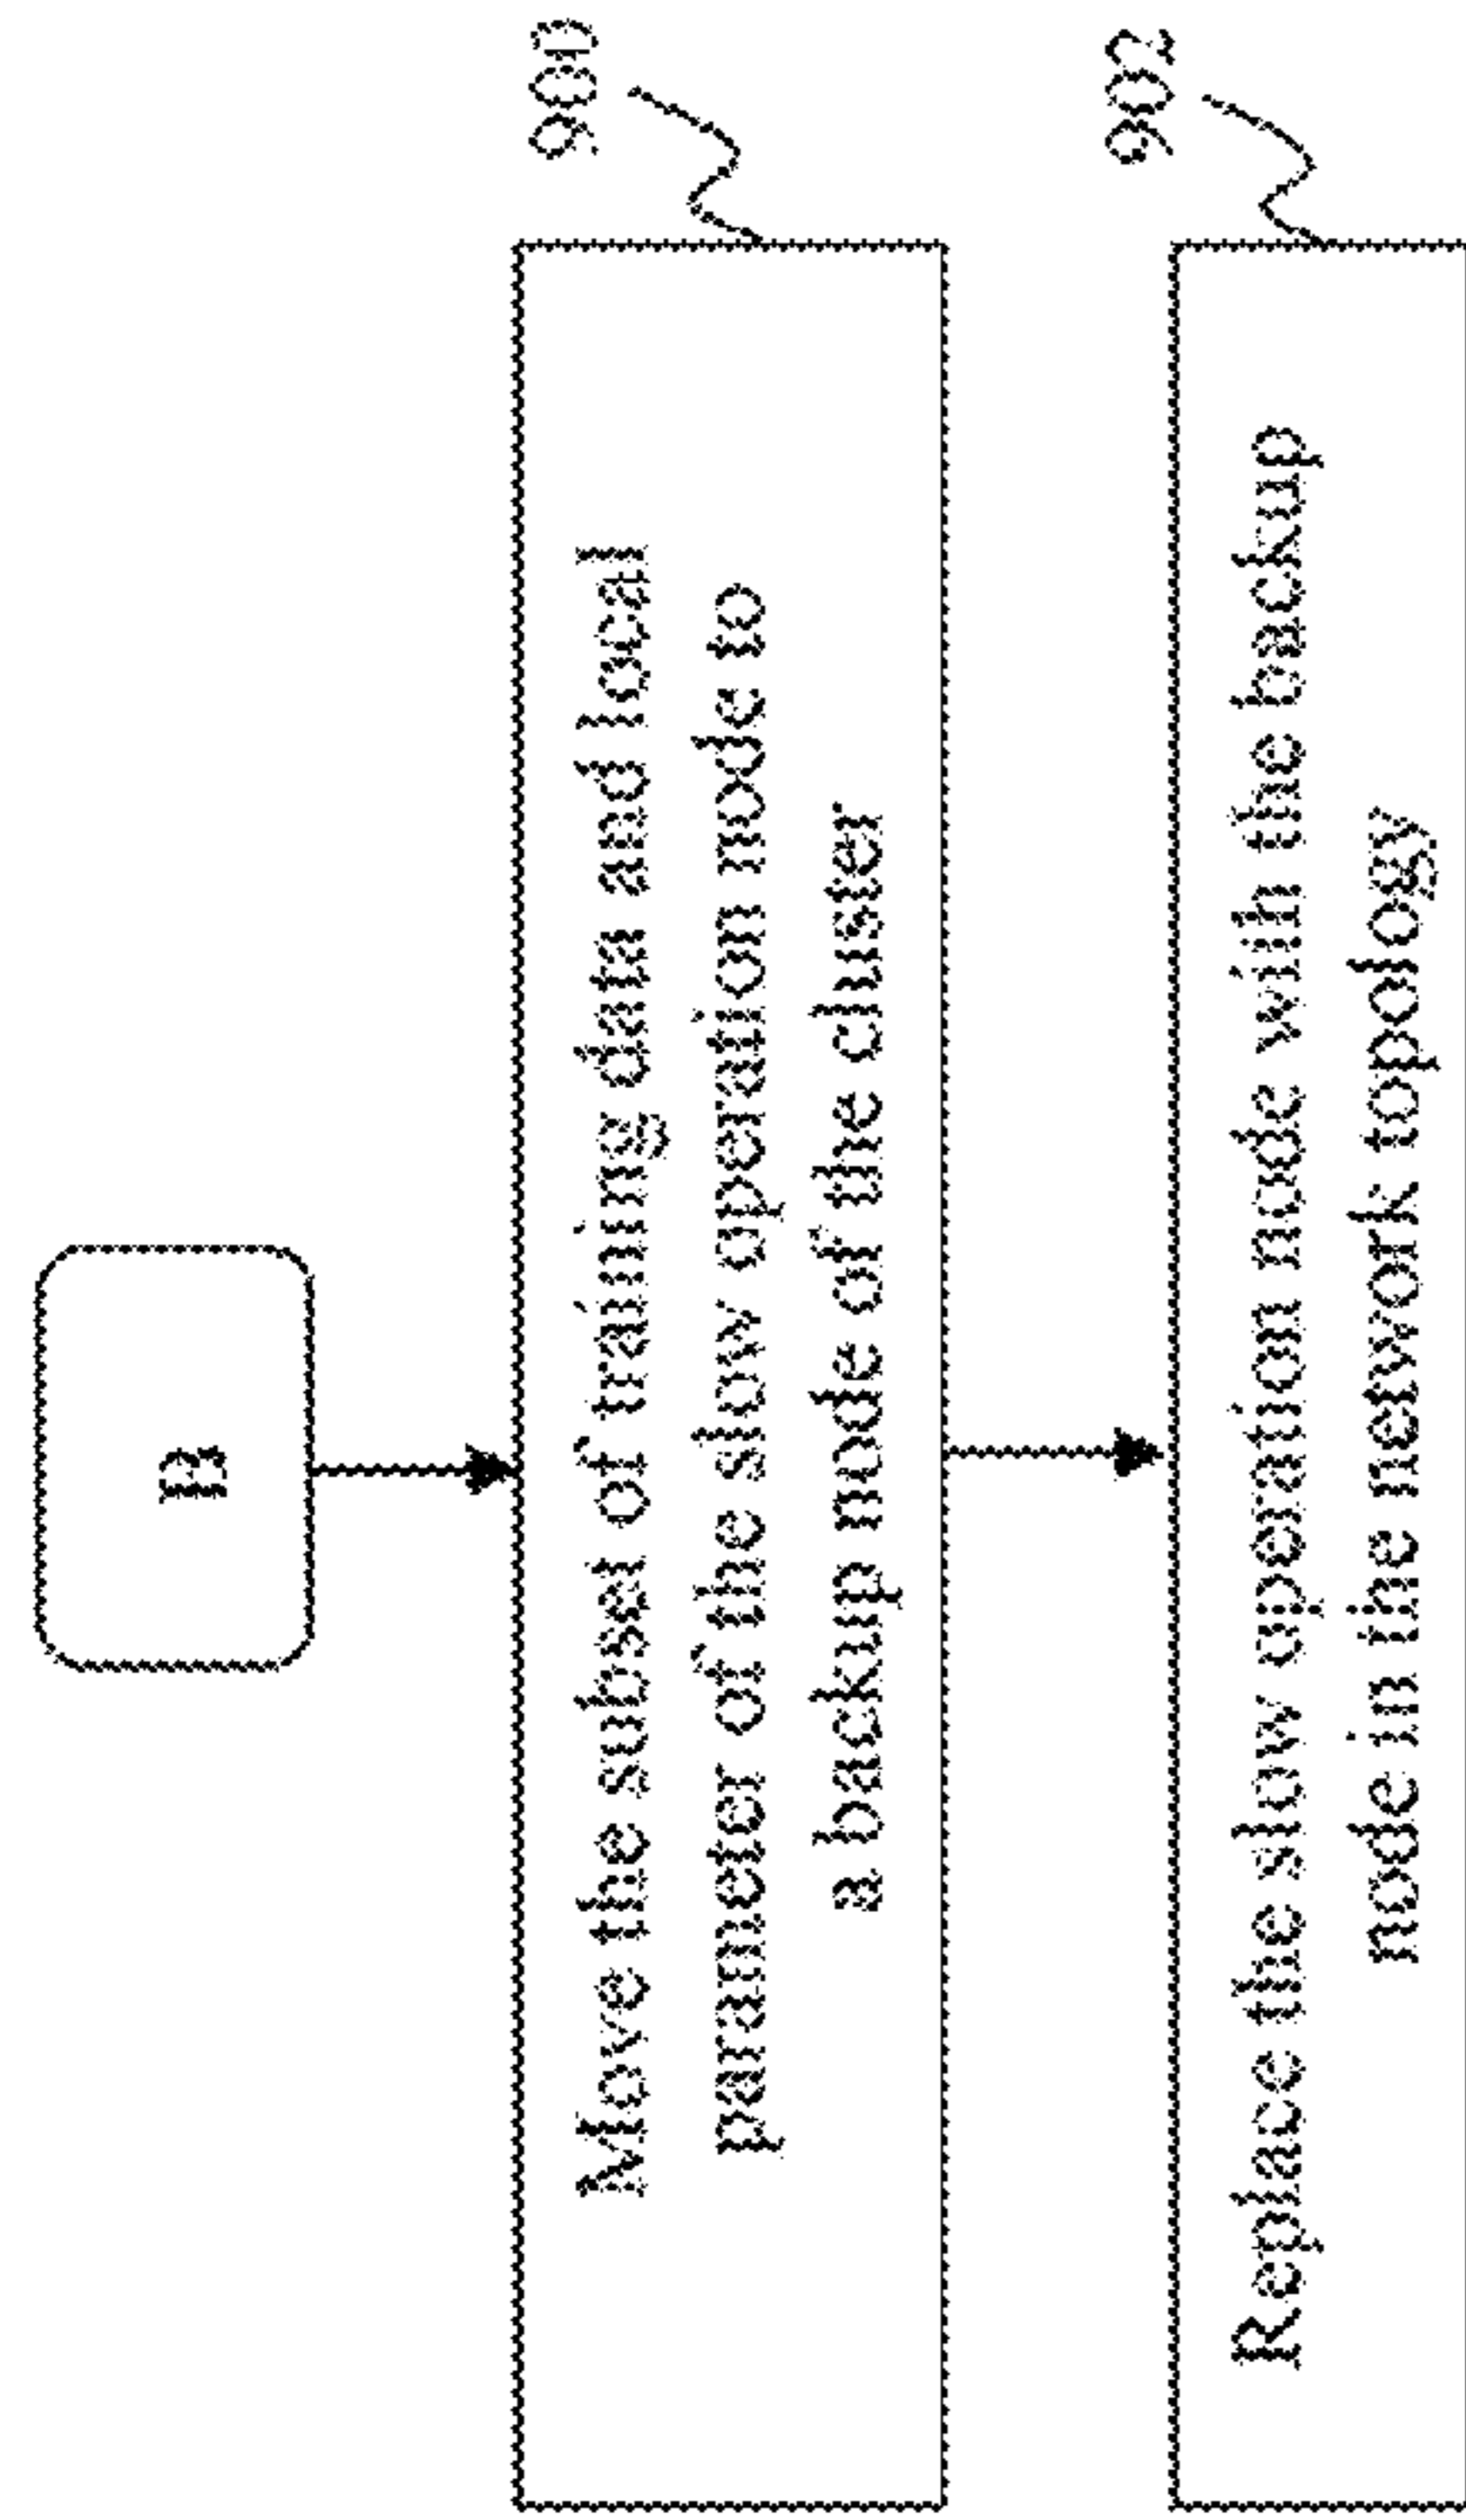 B
900
Move the subset of training data and local
parameter of the slow operation node to
a backup node of the cluster
902
Replace the slow operation node with the backup
node in the network topology